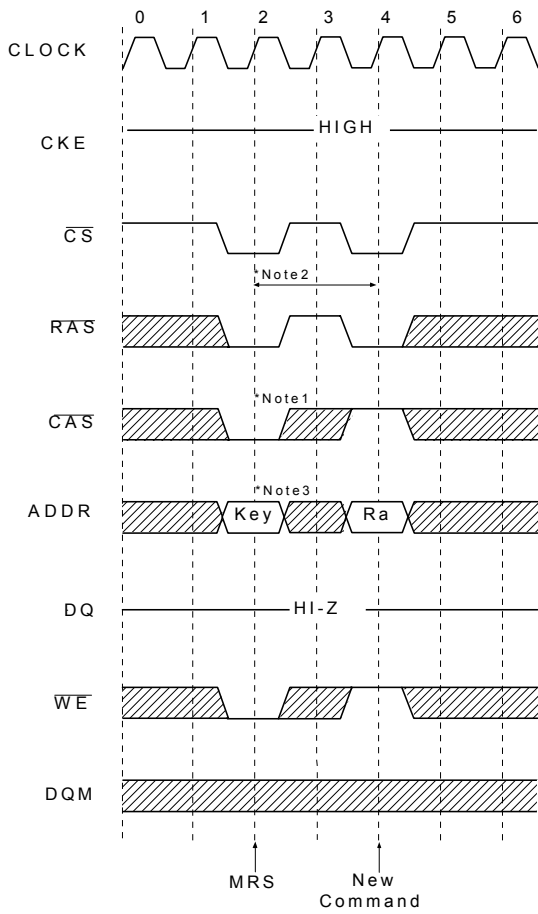 0 1 2 3 4 5 6
CLOCK
CKE
HIGH
CS
*Note2
RAS
*Note1
CAS
*Note3
ADDR
Key
Ra
DQ
HI-Z
WE
DQM
MRS
New
Command